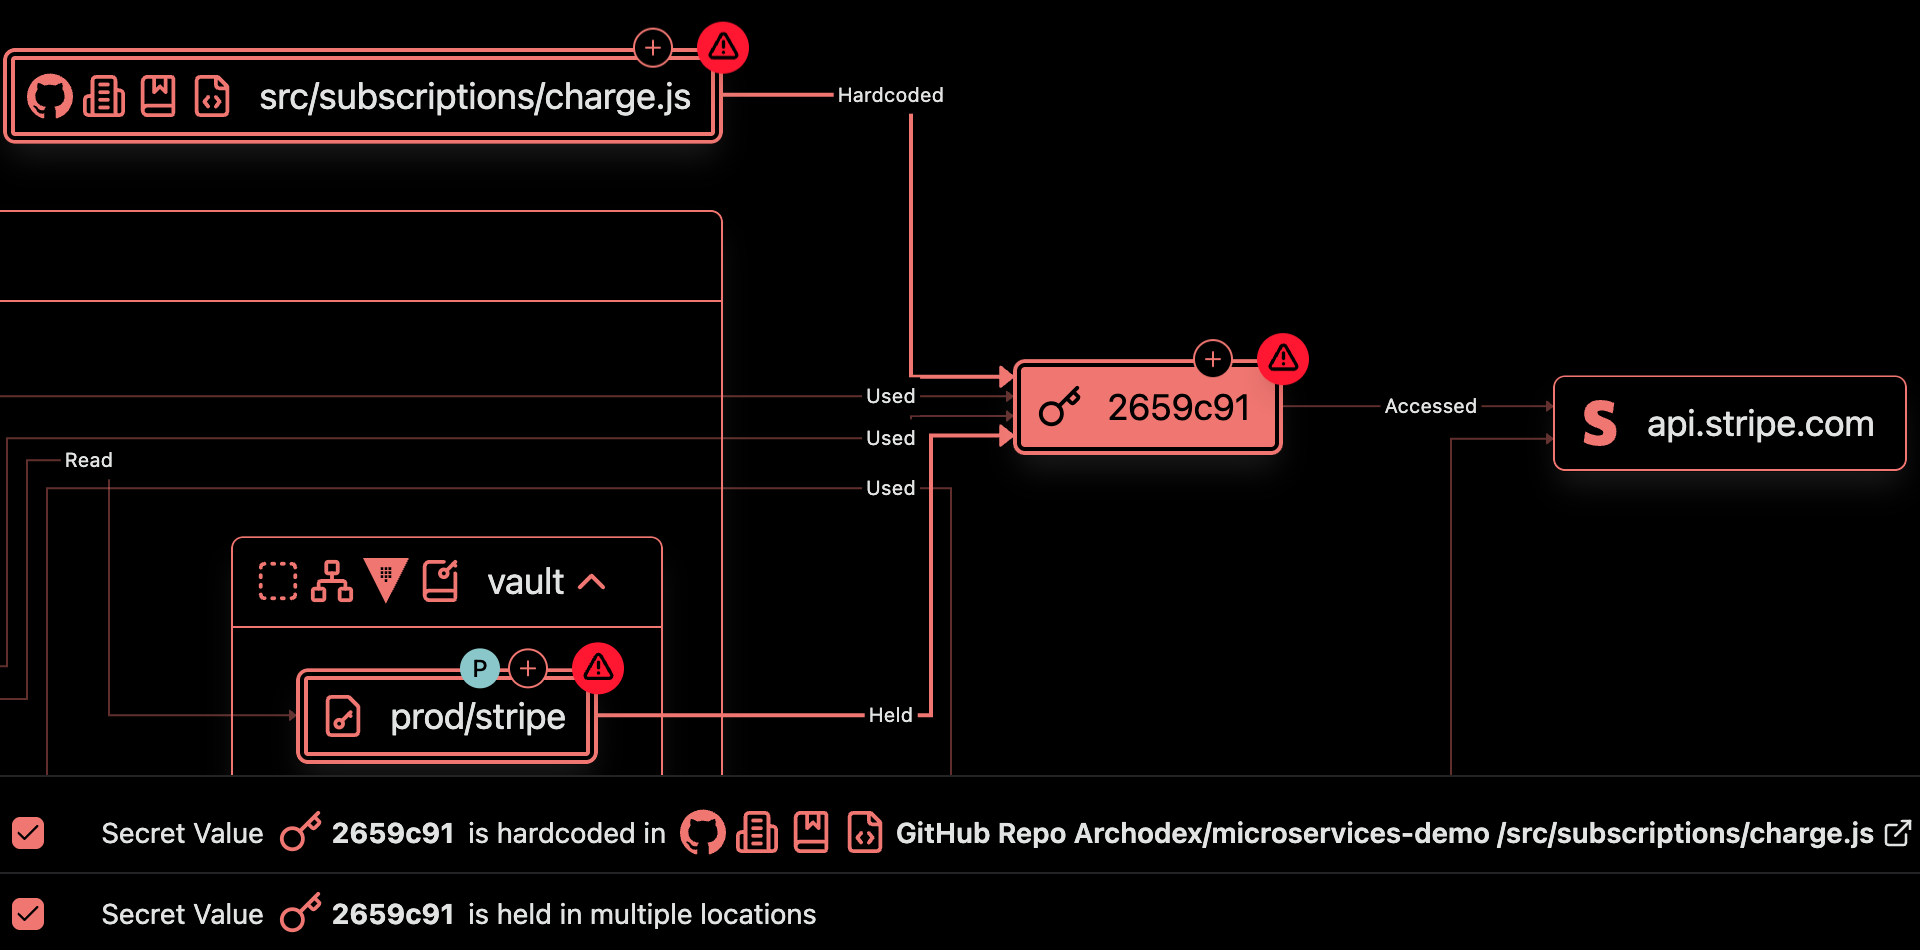 src/subscriptions/charge.js
Hardcoded
Used
2659c91
Accessed
api.stripe.com
Used
Read
Used
vault
P
prod/stripe
Held
Secret Value 2659c91 is hardcoded in GitHub Repo Archodex/microservices-demo /src/subscriptions/charge.js
Secret Value 2659c91 is held in multiple locations